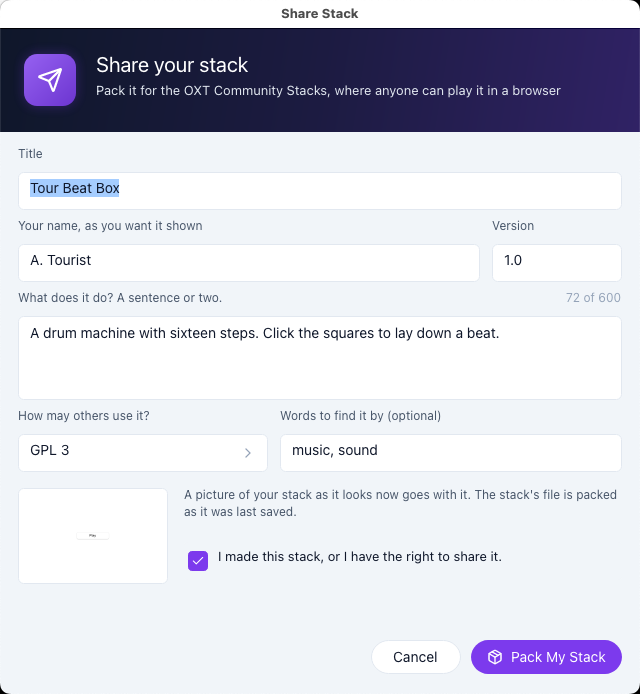 Share Stack
Share your stack
Pack it for the OXT Community Stacks, where anyone can play it in a browser
Title
Tour Beat Box
Your name, as you want it shown
Version
A. Tourist
1.0
What does it do? A sentence or two.
72 of 600
A drum machine with sixteen steps. Click the squares to lay down a beat.
How may others use it?
Words to find it by (optional)
GPL 3
music, sound
A picture of your stack as it looks now goes with it. The stack's file is packed
as it was last saved.
I made this stack, or I have the right to share it.
Cancel
Pack My Stack